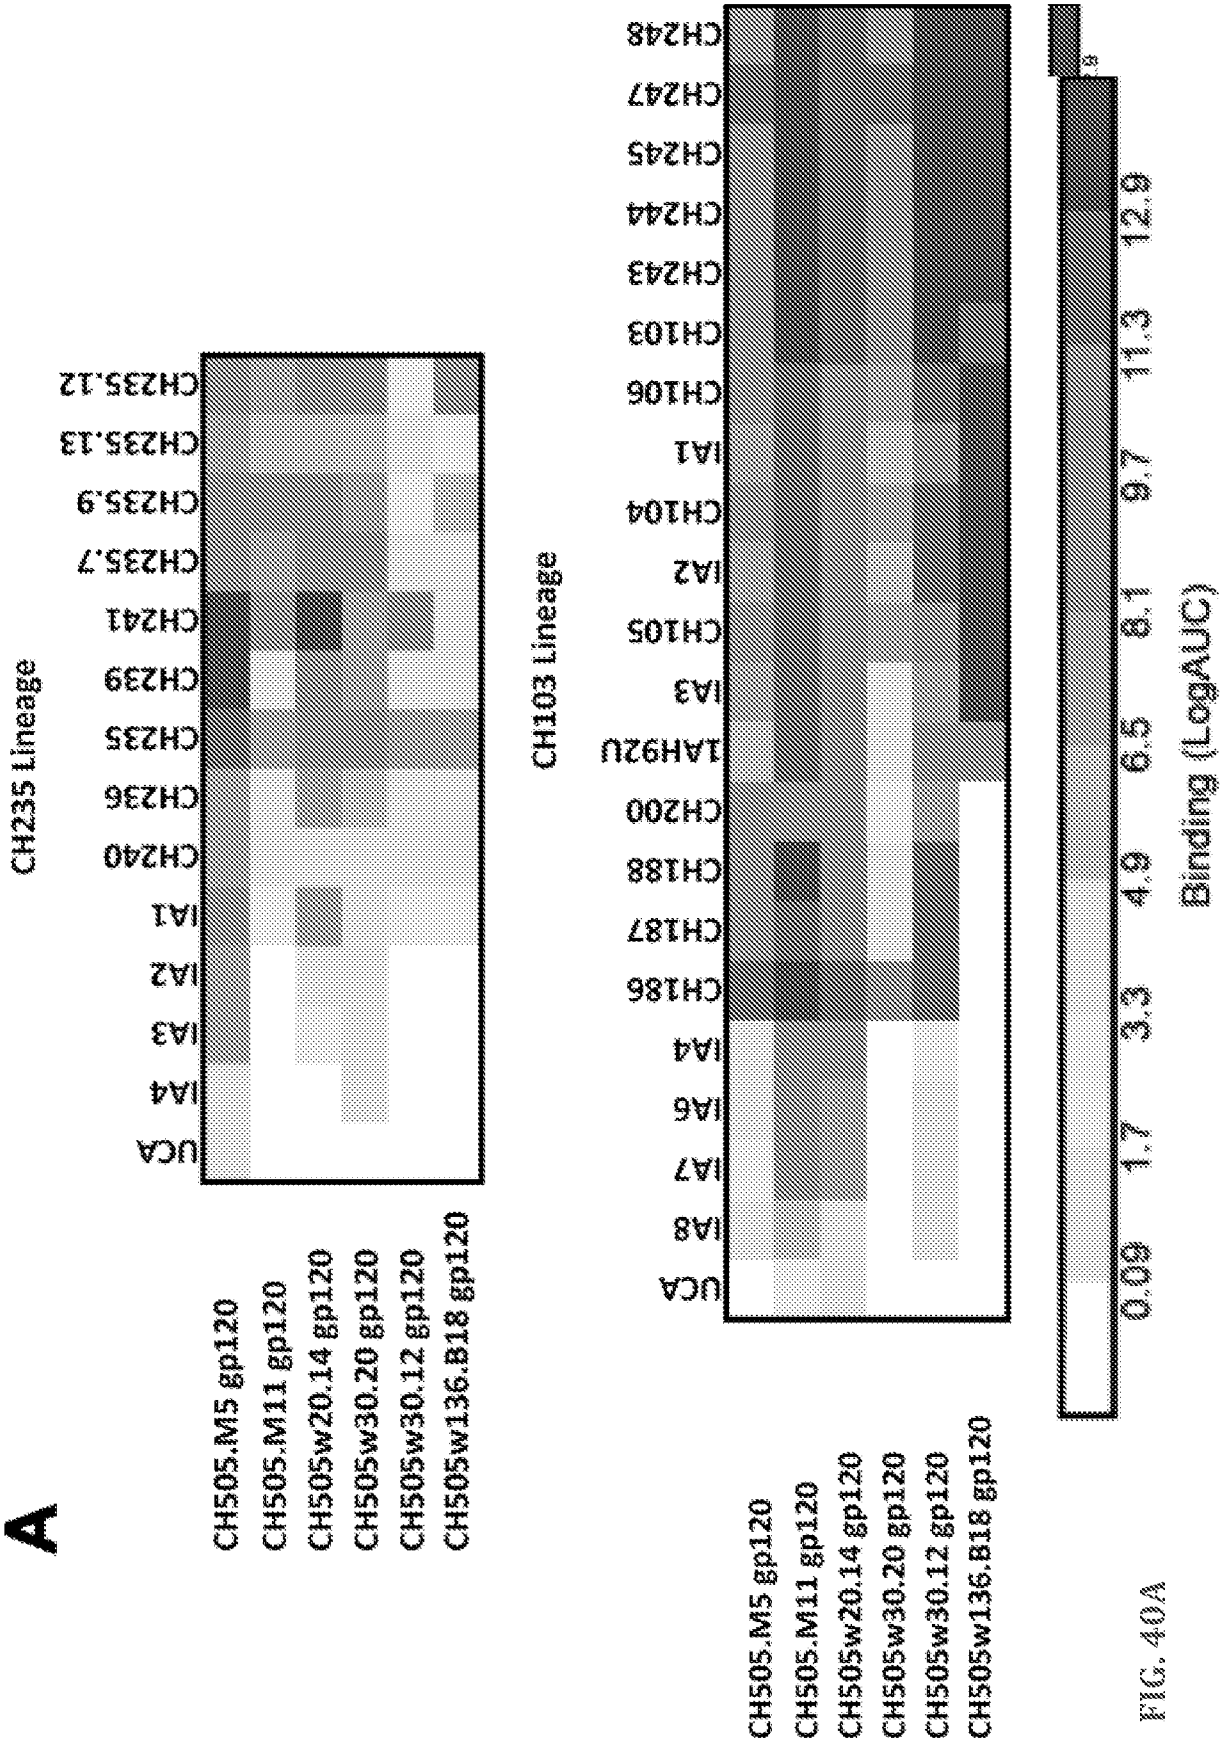 A
CH235 Lineage
UCA
IA4
IA3
IA2
IA1
CH240
CH236
CH235
CH239
CH241
CH235.7
CH235.9
CH235.13
CH235.12
CH505.M5 gp120
CH505.M11 gp120
CH505w20.14 gp120
CH505w30.20 gp120
CH505w30.12 gp120
CH505w136.B18 gp120
CH103 Lineage
UCA
IA8
IA7
IA6
IA4
CH186
CH187
CH188
CH200
1AH92U
IA3
CH105
IA2
CH104
IA1
CH106
CH103
CH243
CH244
CH245
CH247
CH248
CH505.M5 gp120
CH505.M11 gp120
CH505w20.14 gp120
CH505w30.20 gp120
CH505w30.12 gp120
CH505w136.B18 gp120
0.09 1.7 3.3 4.9 6.5 8.1 9.7 11.3 12.9
Binding (LogAUC)
FIG. 40A